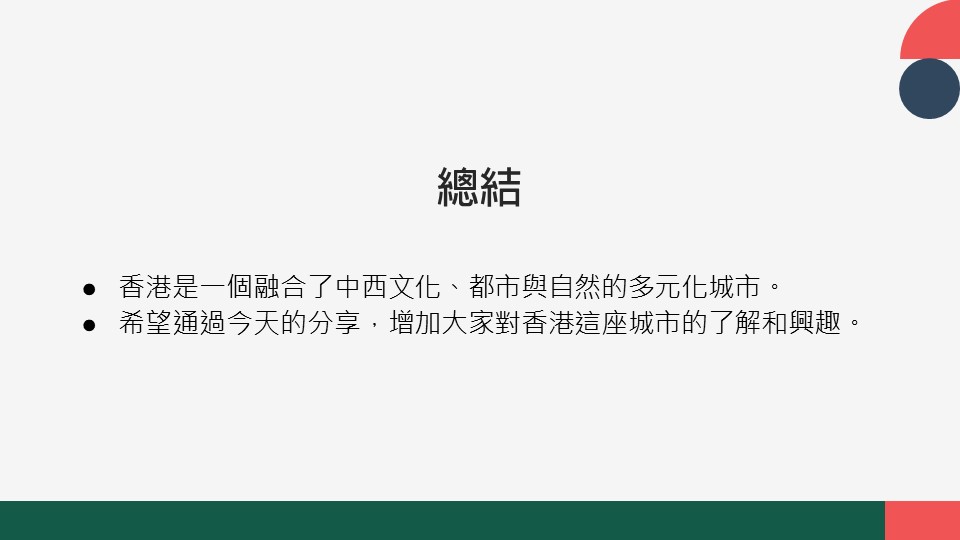 總結
● 香港是一個融合了中西文化、都市與自然的多元化城市。
● 希望通過今天的分享，增加大家對香港這座城市的了解和興趣。